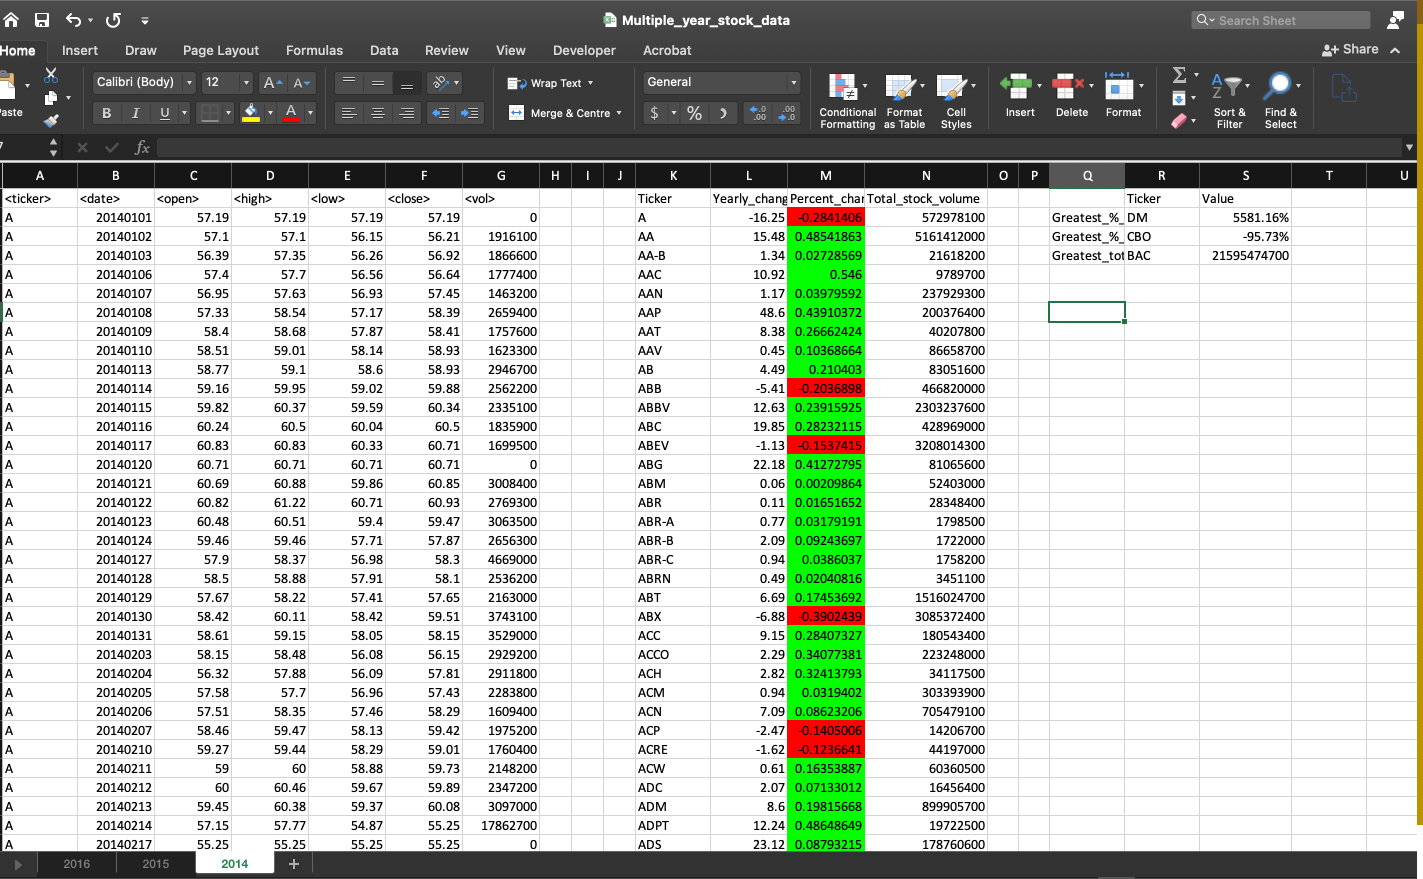 Multiple_year_stock_data
Search Sheet
Home Insert Draw Page Layout Formulas Data Review View Developer Acrobat Share
Calibri (Body) 12 A A Wrap Text General
Paste B I U A Merge & Centre $ % Conditional Formatting Format as Table Cell Styles Insert Delete Format Sort & Filter Find & Select
fx
A B C D E F G H I J K L M N O P Q R S T U
<ticker> <date> <open> <high> <low> <close> <vol> Ticker Yearly_chang Percent_char Total_stock_volume Ticker Value
A 20140101 57.19 57.19 57.19 57.19 0 A -16.25 -0.2841406 572978100 Greatest_%_ DM 5581.16%
A 20140102 57.1 57.1 56.15 56.21 1916100 AA 15.48 0.48541863 5161412000 Greatest_%_ CBO -95.73%
A 20140103 56.39 57.35 56.26 56.92 1866600 AA-B 1.34 0.02728569 21618200 Greatest_tot BAC 21595474700
A 20140106 57.4 57.7 56.56 56.64 1777400 AAC 10.92 0.546 9789700
A 20140107 56.95 57.63 56.93 57.45 1463200 AAN 1.17 0.03979592 237929300
A 20140108 57.33 58.54 57.17 58.39 2659400 AAP 48.6 0.43910372 200376400
A 20140109 58.4 58.68 57.87 58.41 1757600 AAT 8.38 0.26662424 40207800
A 20140110 58.51 59.01 58.14 58.93 1623300 AAV 0.45 0.10368664 86658700
A 20140113 58.77 59.1 58.6 58.93 2946700 AB 4.49 0.210403 83051600
A 20140114 59.16 59.95 59.02 59.88 2562200 ABB -5.41 -0.2036898 466820000
A 20140115 59.82 60.37 59.59 60.34 2335100 ABBV 12.63 0.23915925 2303237600
A 20140116 60.24 60.5 60.04 60.5 1835900 ABC 19.85 0.28232115 428969000
A 20140117 60.83 60.83 60.33 60.71 1699500 ABEV -1.13 -0.1537415 3208014300
A 20140120 60.71 60.71 60.71 60.71 0 ABG 22.18 0.41272795 81065600
A 20140121 60.69 60.88 59.86 60.85 3008400 ABM 0.06 0.00209864 52403000
A 20140122 60.82 61.22 60.71 60.93 2769300 ABR 0.11 0.01651652 28348400
A 20140123 60.48 60.51 59.4 59.47 3063500 ABR-A 0.77 0.03179191 1798500
A 20140124 59.46 59.46 57.71 57.87 2656300 ABR-B 2.09 0.09243697 1722000
A 20140127 57.9 58.37 56.98 58.3 4669000 ABR-C 0.94 0.0386037 1758200
A 20140128 58.5 58.88 57.91 58.1 2536200 ABRN 0.49 0.02040816 3451100
A 20140129 57.67 58.22 57.41 57.65 2163000 ABT 6.69 0.17453692 1516024700
A 20140130 58.42 60.11 58.42 59.51 3743100 ABX -6.88 -0.3902439 3085372400
A 20140131 58.61 59.15 58.05 58.15 3529000 ACC 9.15 0.28407327 180543400
A 20140203 58.15 58.48 56.08 56.15 2929200 ACCO 2.29 0.34077381 223248000
A 20140204 56.32 57.88 56.09 57.81 2911800 ACH 2.82 0.32413793 34117500
A 20140205 57.58 57.7 56.96 57.43 2283800 ACM 0.94 0.0319402 303393900
A 20140206 57.51 58.35 57.46 58.29 1609400 ACN 7.09 0.08623206 705479100
A 20140207 58.46 59.47 58.13 59.42 1975200 ACP -2.47 -0.1405006 14206700
A 20140210 59.27 59.44 58.29 59.01 1760400 ACRE -1.62 -0.1236641 44197000
A 20140211 59 60 58.88 59.73 2148200 ACW 0.61 0.16353887 60360500
A 20140212 60 60.46 59.67 59.89 2347200 ADC 2.07 0.07133012 16456400
A 20140213 59.45 60.38 59.37 60.08 3097000 ADM 8.6 0.19815668 899905700
A 20140214 57.15 57.77 54.87 55.25 17862700 ADPT 12.24 0.48648649 19722500
A 20140217 55.25 55.25 55.25 55.25 0 ADS 23.12 0.08793215 178760600
2016 2015 2014 +